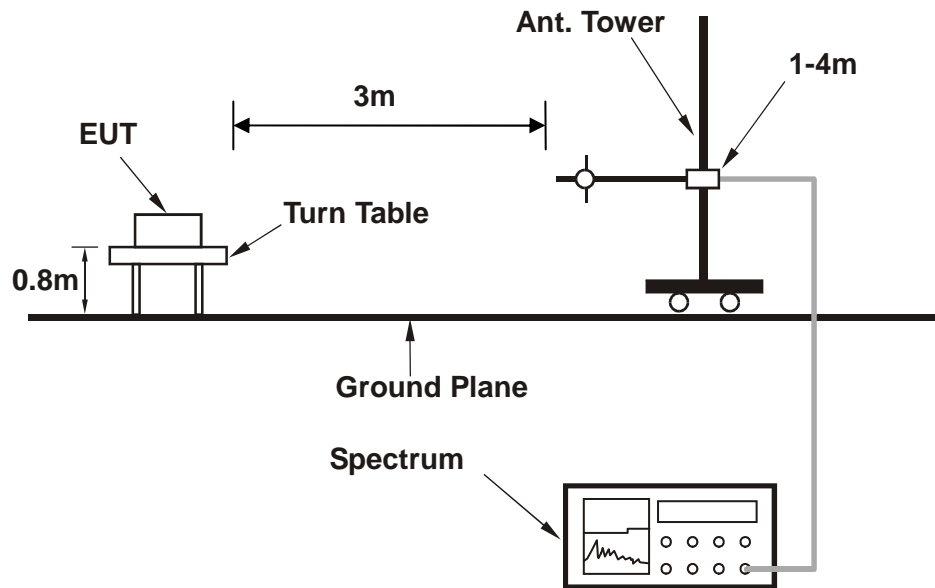 Ant. Tower
1-4m
3m
EUT
Turn Table
0.8m
Ground Plane
Spectrum